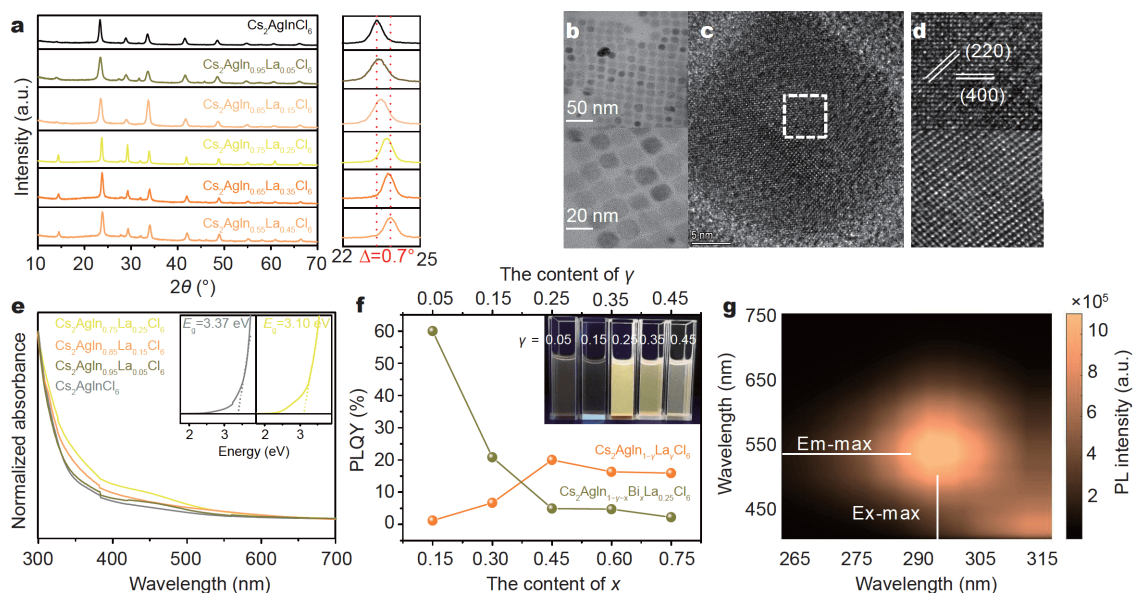 a
Intensity (a.u.)
Cs₂AgInCl₆
Cs₂AgIn₀.₉₅La₀.₀₅Cl₆
Cs₂AgIn₀.₈₅La₀.₁₅Cl₆
Cs₂AgIn₀.₇₅La₀.₂₅Cl₆
Cs₂AgIn₀.₆₅La₀.₃₅Cl₆
Cs₂AgIn₀.₅₅La₀.₄₅Cl₆
10 20 30 40 50 60 70
2θ (°)
22 Δ=0.7° 25
b
50 nm
20 nm
c
5 nm
d
(220)
(400)
e
Normalized absorbance
Cs₂AgIn₀.₇₅La₀.₂₅Cl₆
Cs₂AgIn₀.₈₅La₀.₁₅Cl₆
Cs₂AgIn₀.₉₅La₀.₀₅Cl₆
Cs₂AgInCl₆
Eg=3.37 eV
Eg=3.10 eV
2 3 2 3
Energy (eV)
300 400 500 600 700
Wavelength (nm)
f
The content of γ
0.05 0.15 0.25 0.35 0.45
PLQY (%)
60
50
40
30
20
10
0
γ = 0.05 0.15 0.25 0.35 0.45
Cs₂AgIn₁₋γLaγCl₆
Cs₂AgIn₁₋γ₋ₓBiₓLa₀.₂₅Cl₆
0.15 0.30 0.45 0.60 0.75
The content of x
g
Wavelength (nm)
750
650
550
450
Em-max
Ex-max
265 275 285 295 305 315
Wavelength (nm)
×10⁵
10
8
6
4
2
PL intensity (a.u.)